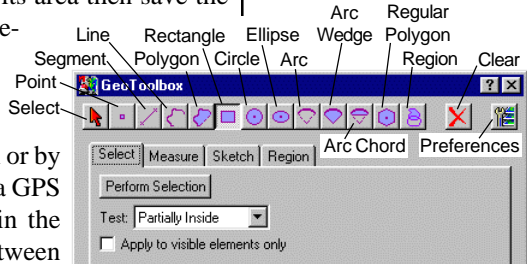 ts area then save the
e-
Arc Regular
Line Rectangle Ellipse Wedge Polygon
Segment Polygon Circle Arc Region Clear
Point
Select
GeoToolbox
or by
a GPS
in the
tween
Arc Chord Preferences
Select Measure Sketch Region
Perform Selection
Test: Partially Inside
Apply to visible elements only